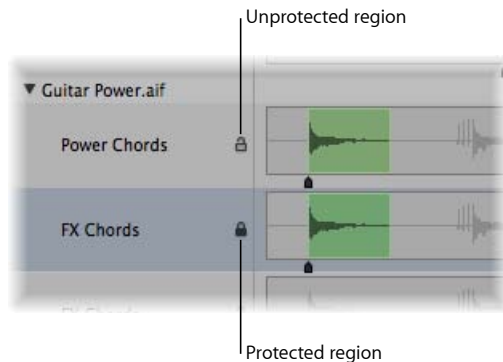 Unprotected region
Guitar Power.aif
Power Chords
FX Chords
Protected region